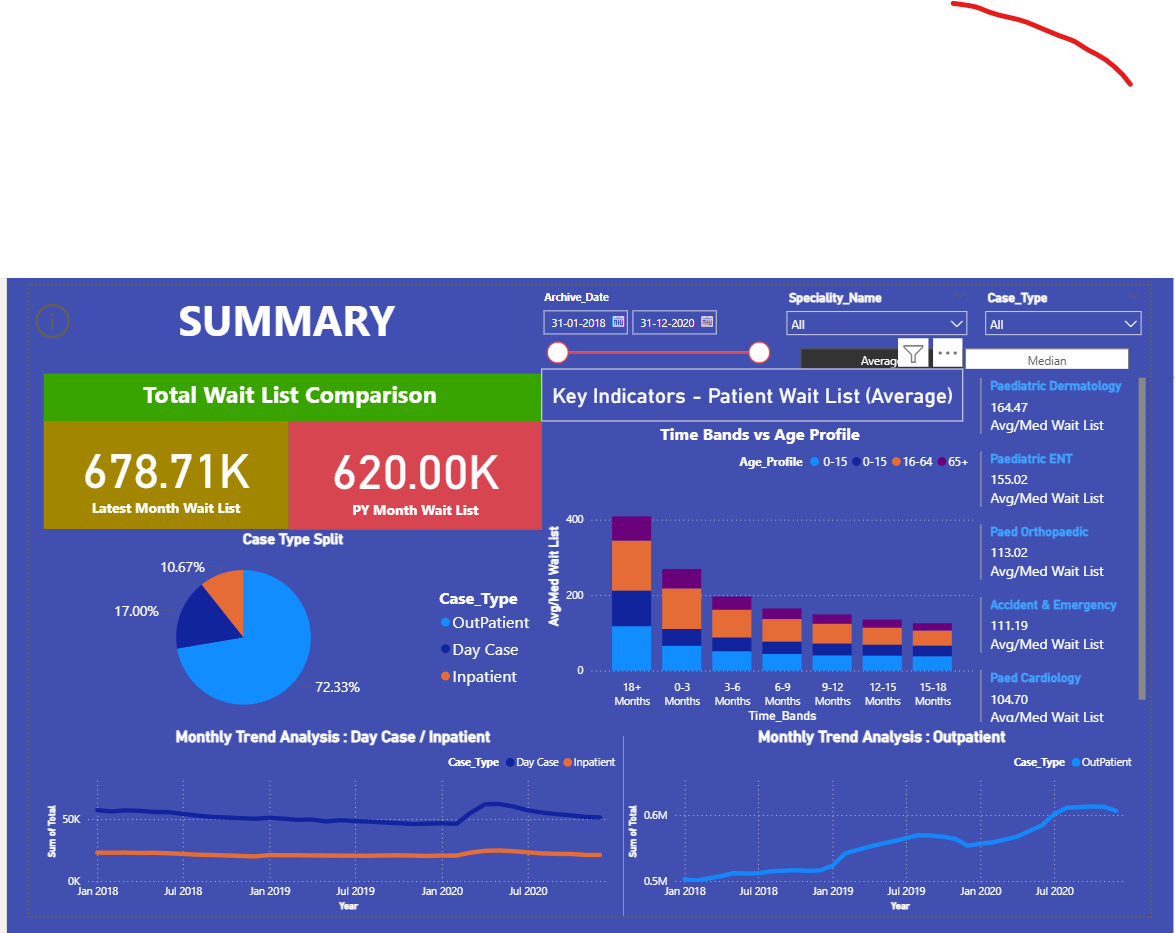 SUMMARY
Archive_Date
31-01-2018
31-12-2020
Speciality_Name
All
Case_Type
All
Median
Total Wait List Comparison
678.71K
Latest Month Wait List
620.00K
PY Month Wait List
Key Indicators - Patient Wait List (Average)
Case Type Split
10.67%
17.00%
72.33%
Case_Type
OutPatient
Day Case
Inpatient
Time Bands vs Age Profile
Age_Profile 0-15 0-15 16-64 65+
Avg/Med Wait List
400
200
0
18+ Months
0-3 Months
3-6 Months
6-9 Months
9-12 Months
12-15 Months
15-18 Months
Time_Bands
Paediatric Dermatology
164.47
Avg/Med Wait List
Paediatric ENT
155.02
Avg/Med Wait List
Paed Orthopaedic
113.02
Avg/Med Wait List
Accident & Emergency
111.19
Avg/Med Wait List
Paed Cardiology
104.70
Avg/Med Wait List
Monthly Trend Analysis : Day Case / Inpatient
Case_Type Day Case Inpatient
Sum of Total
50K
0K
Jan 2018 Jul 2018 Jan 2019 Jul 2019 Jan 2020 Jul 2020
Year
Monthly Trend Analysis : Outpatient
Case_Type OutPatient
Sum of Total
0.6M
0.5M
Jan 2018 Jul 2018 Jan 2019 Jul 2019 Jan 2020 Jul 2020
Year